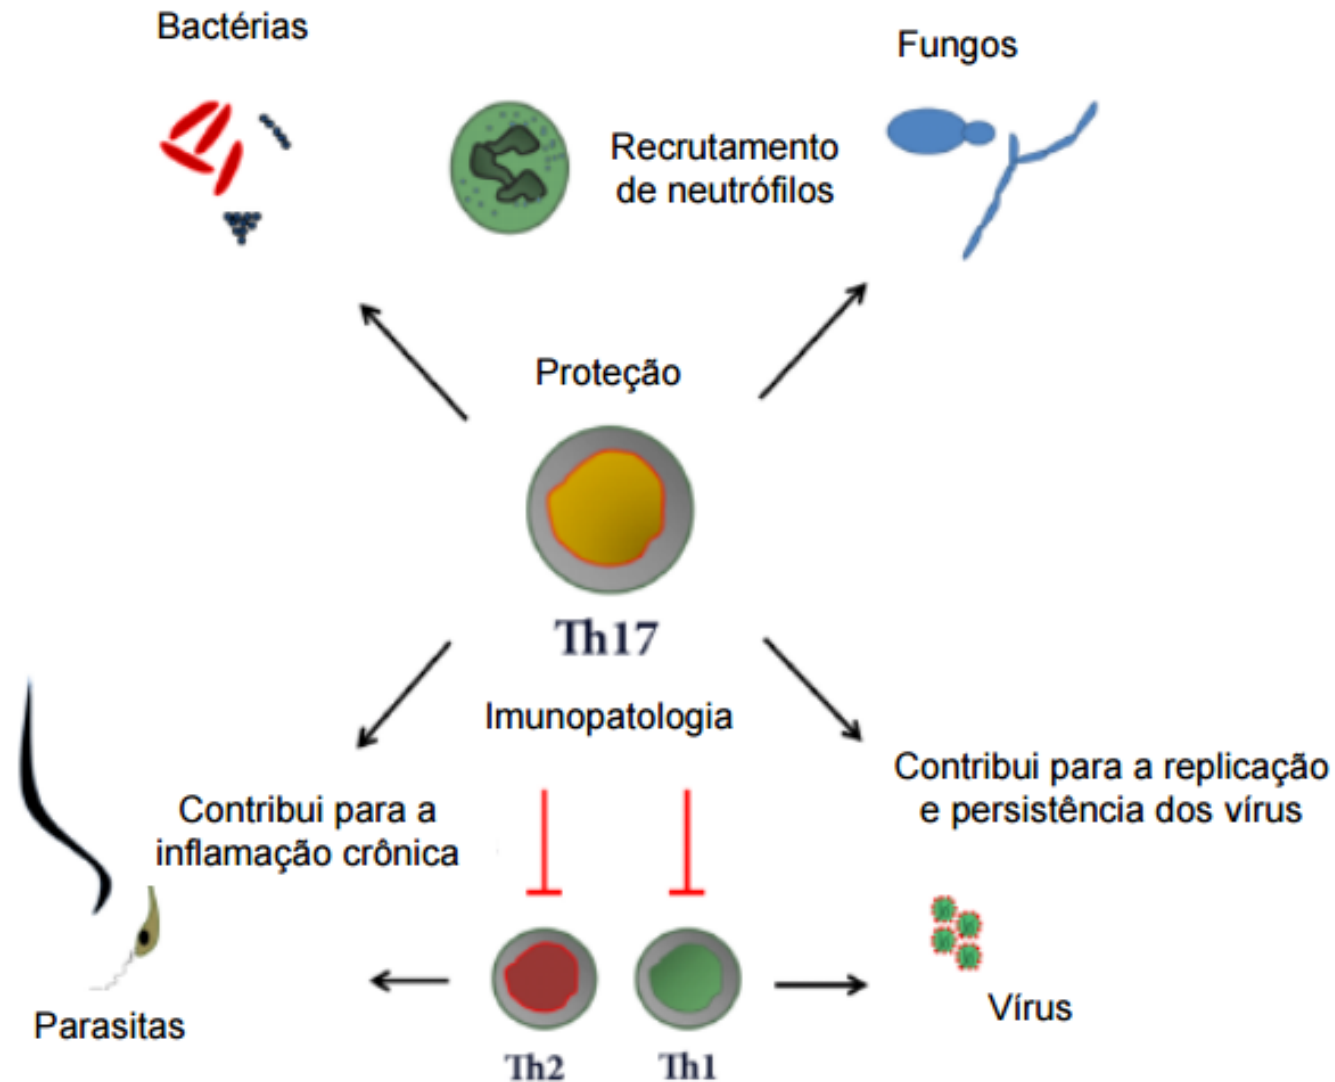 Bactérias
Fungos
Recrutamento
de neutrófilos
Proteção
Th17
Imunopatologia
Contribui para a replicação
e persistência dos vírus
Contribui para a
inflamação crônica
Vírus
Parasitas
Th2
Th1